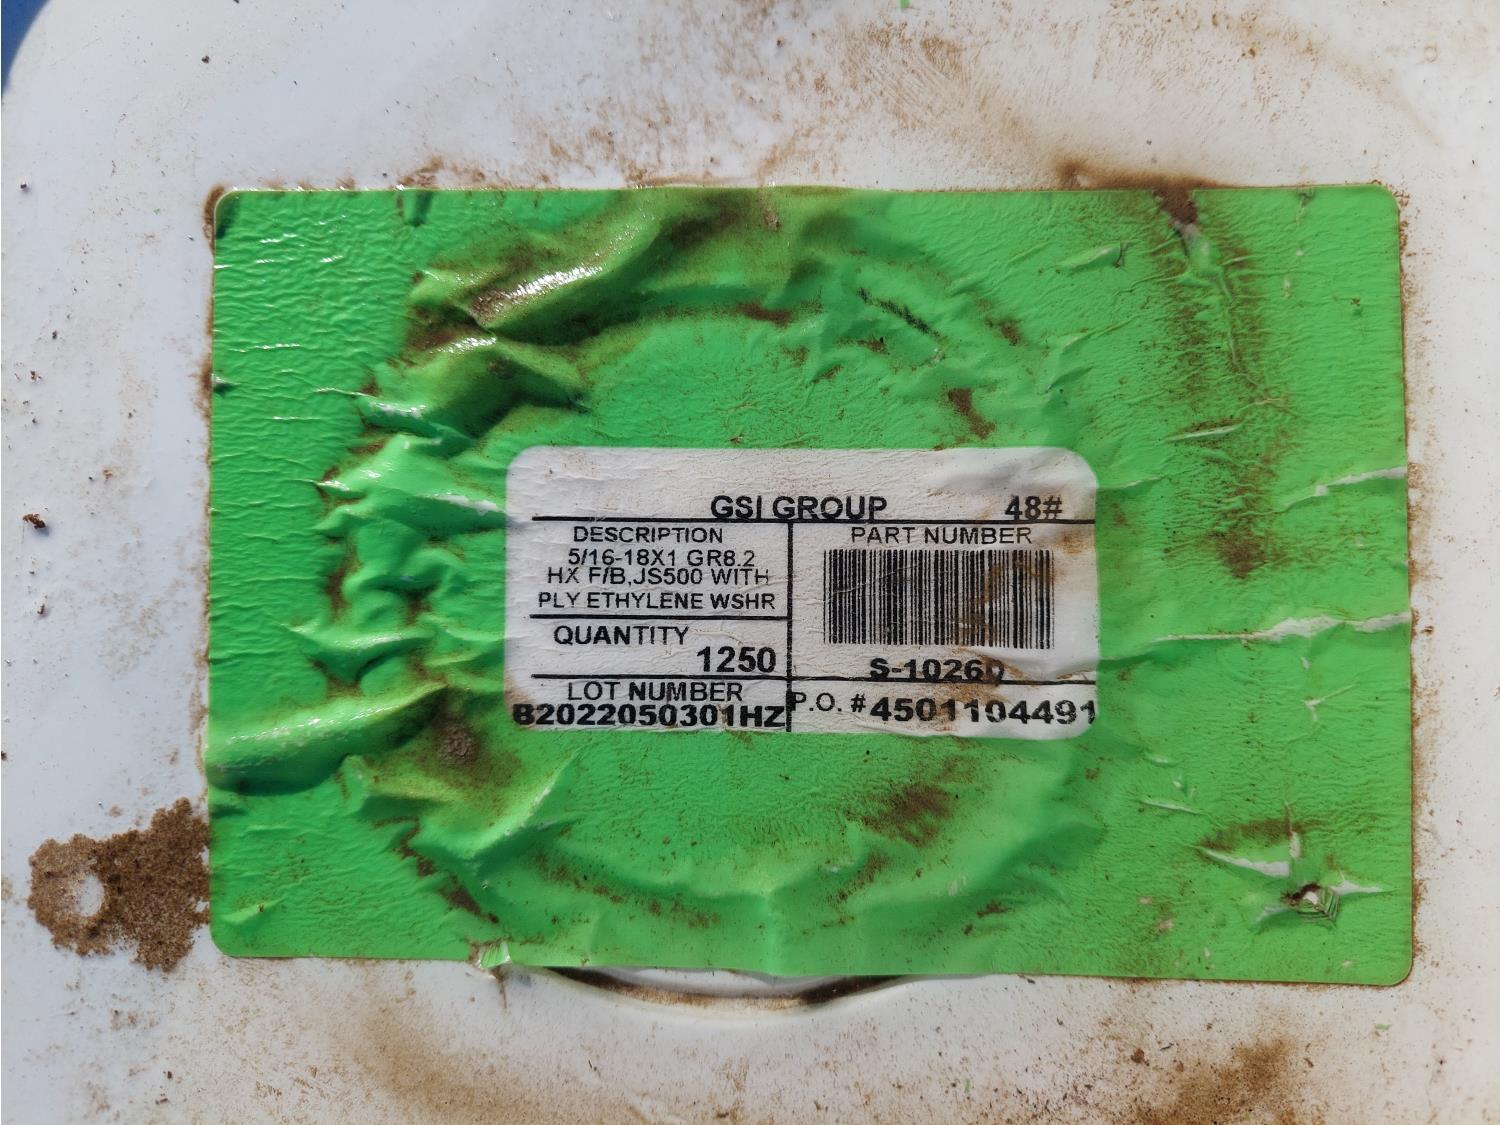 GSI GROUP 48#
DESCRIPTION
5/16-18X1 GR8.2
HX F/B,JS500 WITH
PLY ETHYLENE WSHR
QUANTITY
1250
LOT NUMBER
B2022050301HZ
PART NUMBER
S-10260
P.O. # 4501104491